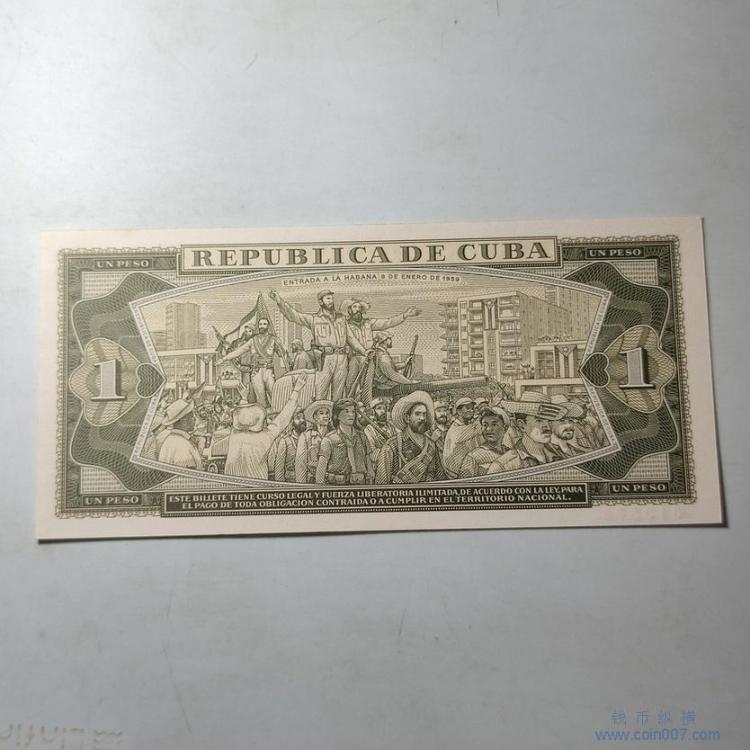 REPUBLICA DE CUBA
UN PESO
UN PESO
ENTRADA A LA HABANA 8 DE ENERO DE 1959
1
1
UN PESO
UN PESO
ESTE BILLETE TIENE CURSO LEGAL Y FUERZA LIBERATORIA ILIMITADA, DE ACUERDO CON LA LEY, PARA
EL PAGO DE TODA OBLIGACION CONTRAIDA O A CUMPLIR EN EL TERRITORIO NACIONAL.
钱币纵横
www.coin007.com